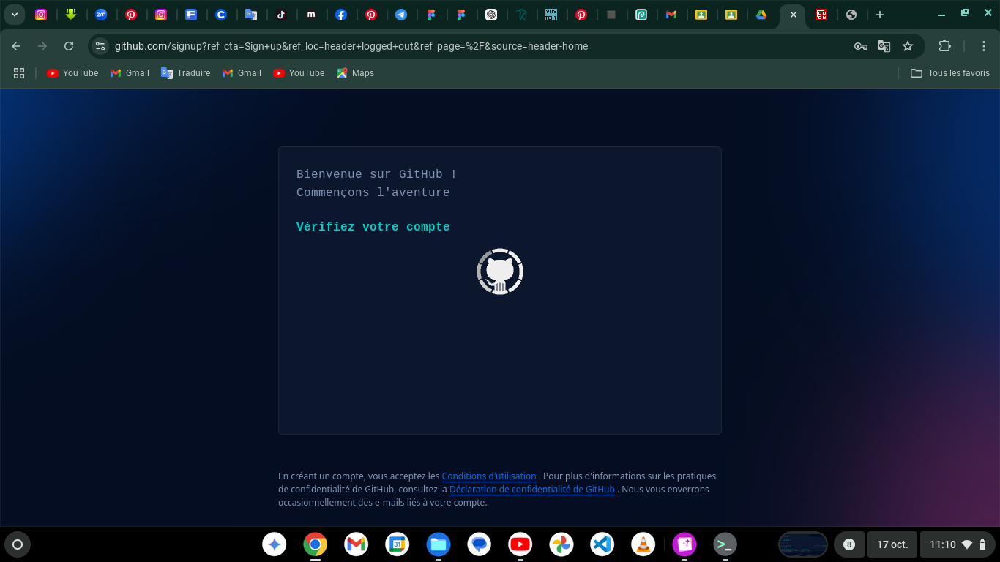 github.com/signup?ref_cta=Sign+up&ref_loc=header+logged+out&ref_page=%2F&source=header-home
YouTube Gmail Traduire Gmail YouTube Maps Tous les favoris
Bienvenue sur GitHub !
Commençons l'aventure
Vérifiez votre compte
En créant un compte, vous acceptez les Conditions d'utilisation . Pour plus d'informations sur les pratiques
de confidentialité de GitHub, consultez la Déclaration de confidentialité de GitHub . Nous vous enverrons
occasionnellement des e-mails liés à votre compte.
31
8 17 oct. 11:10